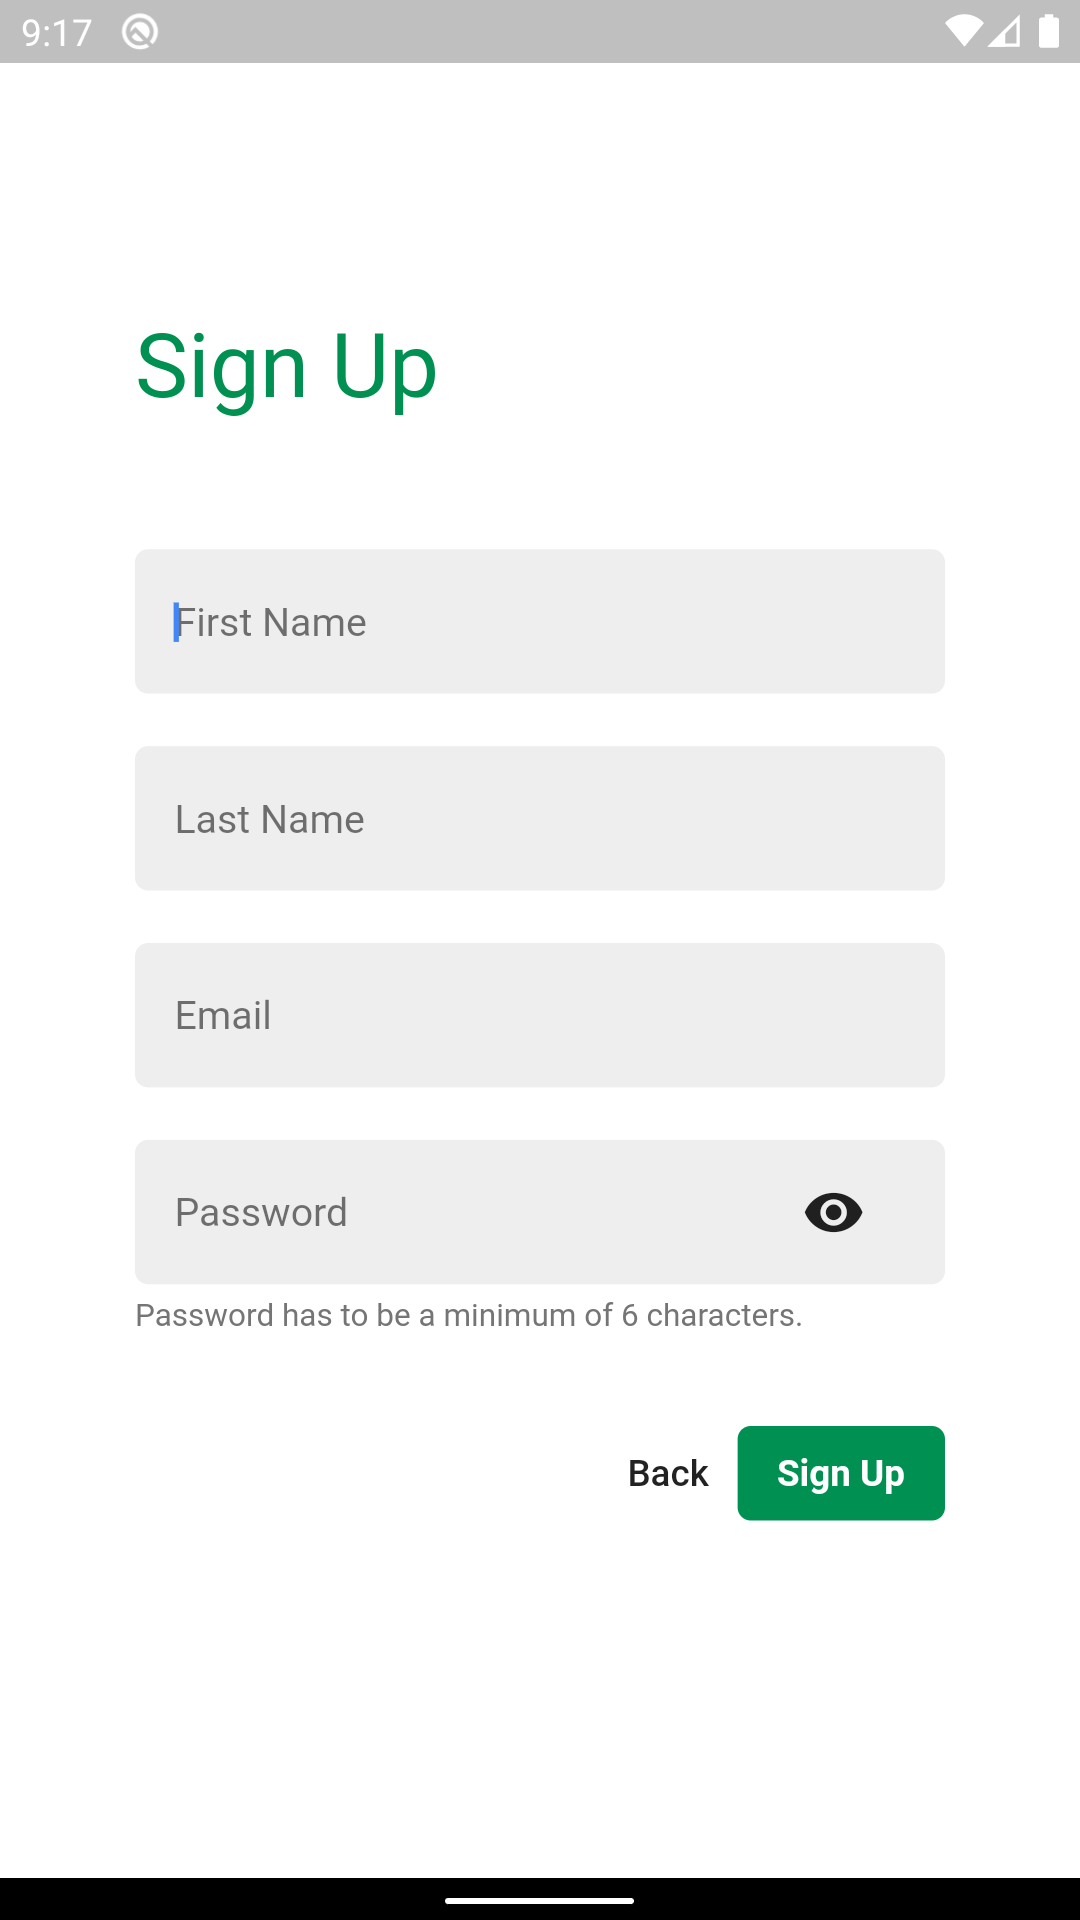 9:17
Sign Up
First Name
Last Name
Email
Password
Password has to be a minimum of 6 characters.
Back
Sign Up